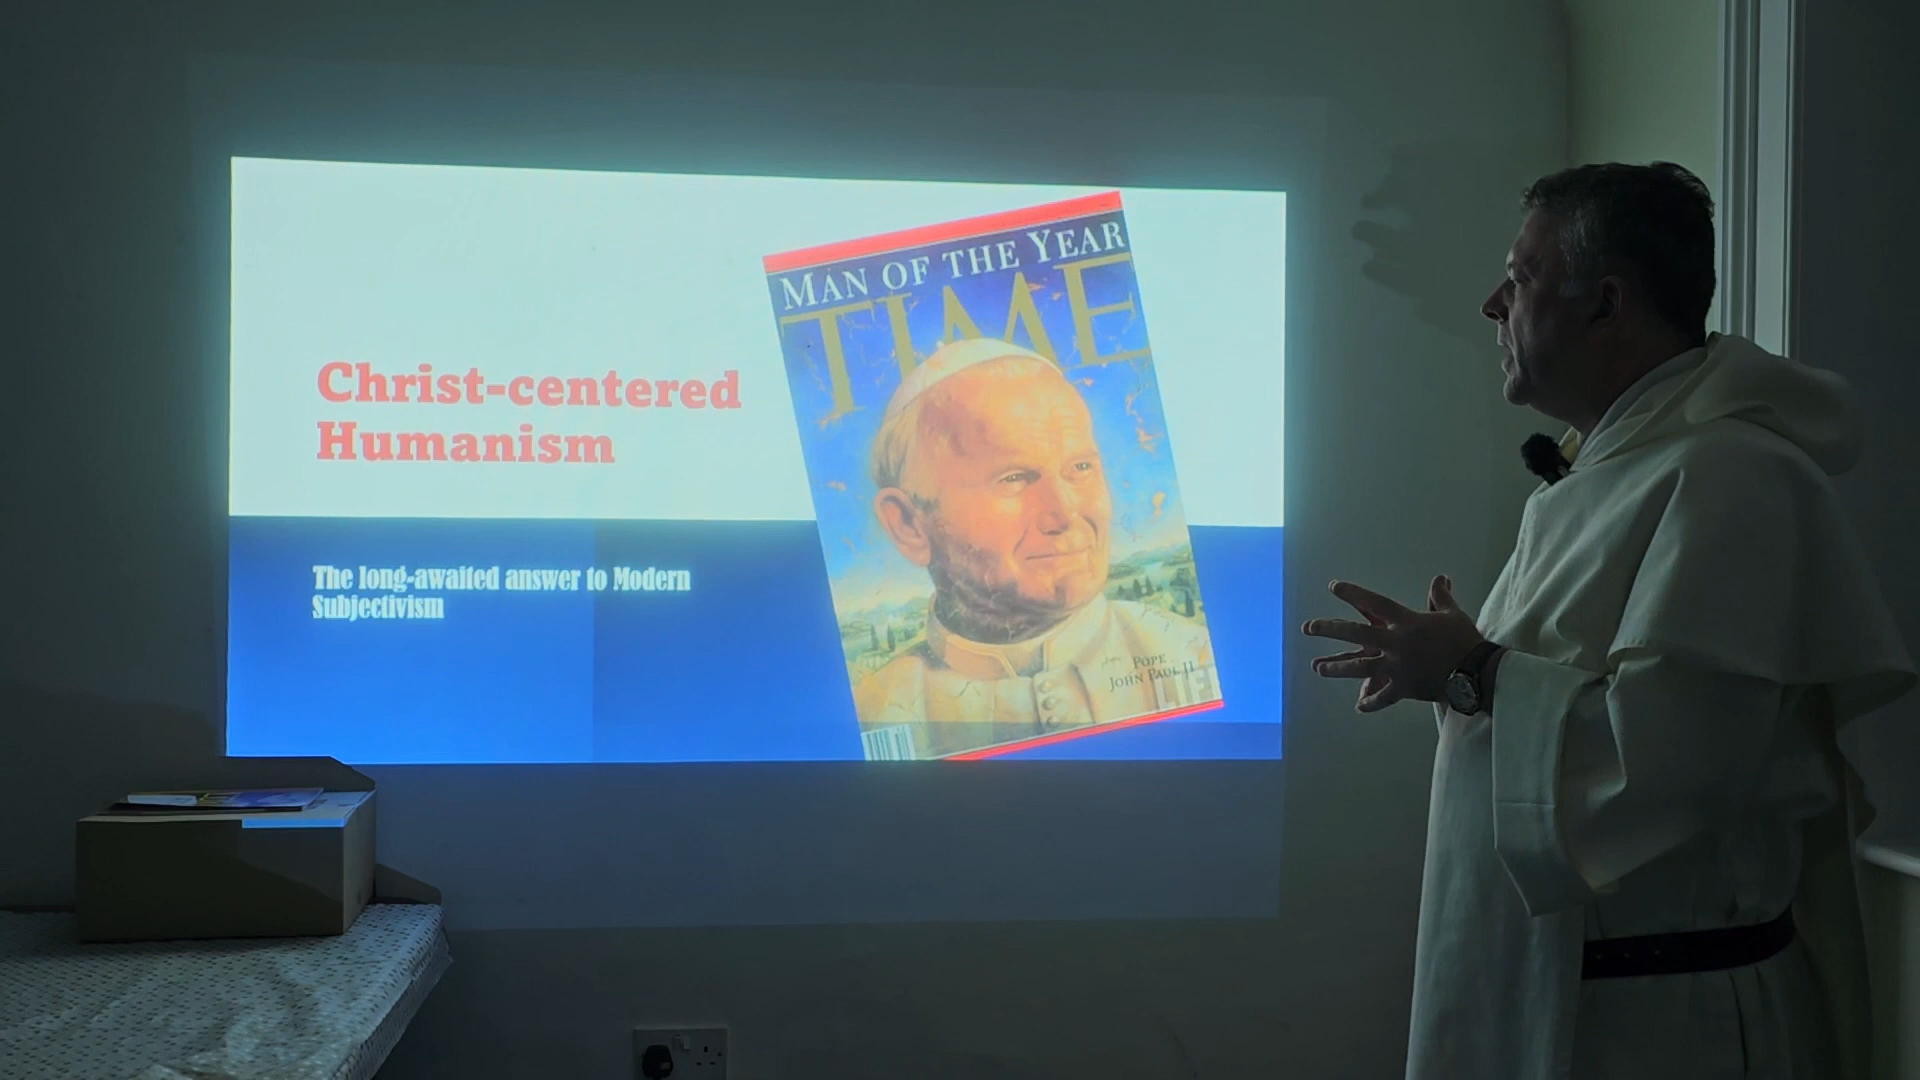 MAN OF THE YEAR
TIME
Christ-centered
Humanism
The long-awaited answer to Modern
Subjectivism
POPE
JOHN PAUL II
LIFE